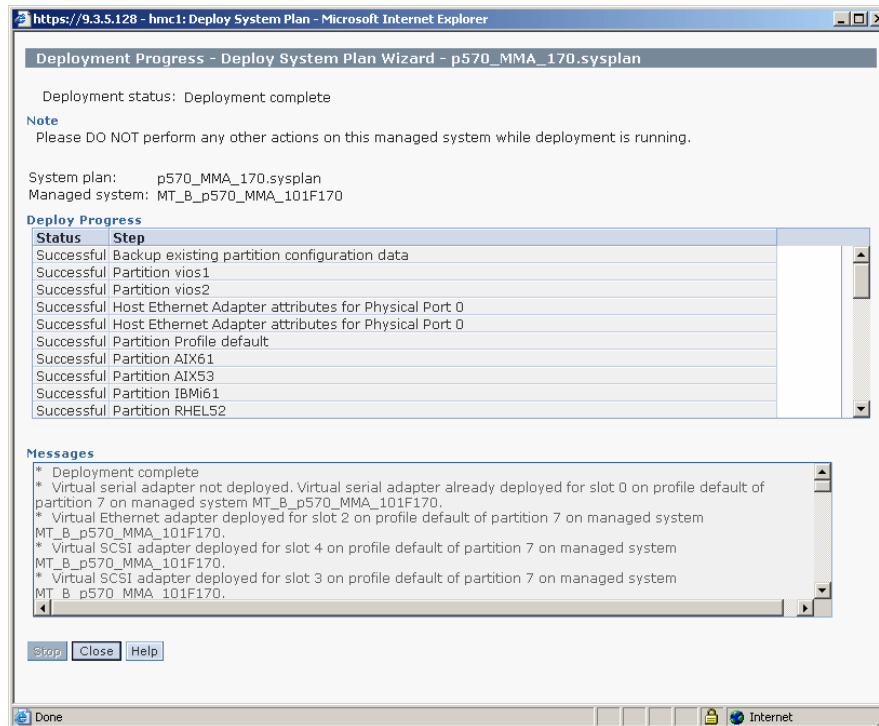 https://9.3.5.128 - hmc1: Deploy System Plan - Microsoft Internet Explorer
Deployment Progress - Deploy System Plan Wizard - p570_MMA_170.sysplan
Deployment status: Deployment complete
Note
Please DO NOT perform any other actions on this managed system while deployment is running.
System plan: p570_MMA_170.sysplan
Managed system: MT_B_p570_MMA_101F170
Deploy Progress
Status Step
Successful Backup existing partition configuration data
Successful Partition vios1
Successful Partition vios2
Successful Host Ethernet Adapter attributes for Physical Port 0
Successful Host Ethernet Adapter attributes for Physical Port 0
Successful Partition Profile default
Successful Partition AIX61
Successful Partition AIX53
Successful Partition IBMi61
Successful Partition RHEL52
Messages
* Deployment complete
* Virtual serial adapter not deployed. Virtual serial adapter already deployed for slot 0 on profile default of
partition 7 on managed system MT_B_p570_MMA_101F170.
* Virtual Ethernet adapter deployed for slot 2 on profile default of partition 7 on managed system
MT_B_p570_MMA_101F170.
* Virtual SCSI adapter deployed for slot 4 on profile default of partition 7 on managed system
MT_B_p570_MMA_101F170.
* Virtual SCSI adapter deployed for slot 3 on profile default of partition 7 on managed system
MT_B_p570_MMA_101F170.
Stop Close Help
Done Internet